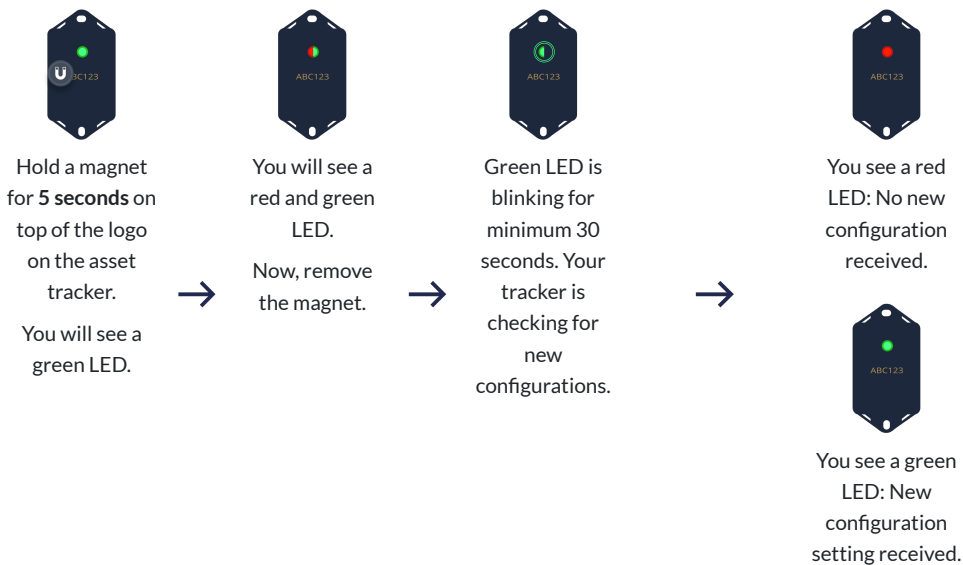 BC123
Hold a magnet
for 5 seconds on
top of the logo
on the asset
tracker.
You will see a
green LED.
ABC123
You will see a
red and green
LED.
Now, remove
the magnet.
ABC123
Green LED is
blinking for
minimum 30
seconds. Your
tracker is
checking for
new
configurations.
ABC123
You see a red
LED: No new
configuration
received.
ABC123
You see a green
LED: New
configuration
setting received.